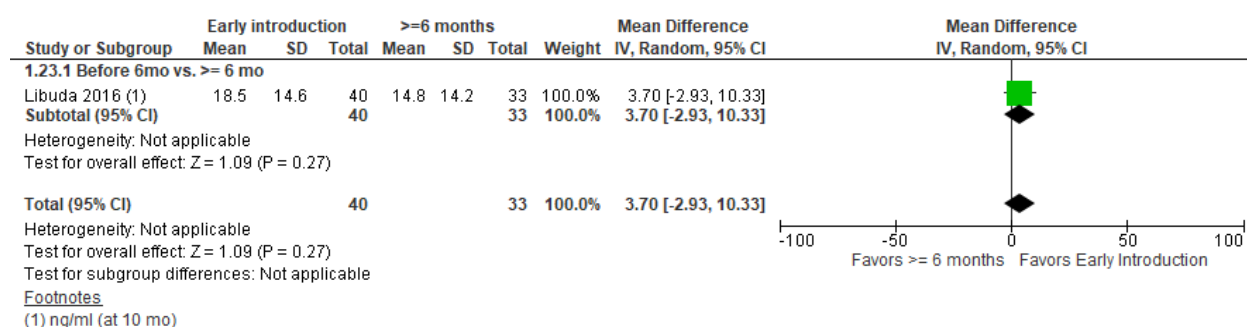 Early introduction >=6 months Mean Difference Mean Difference
Study or Subgroup Mean SD Total Mean SD Total Weight IV, Random, 95% CI IV, Random, 95% CI
1.23.1 Before 6mo vs. >= 6 mo
Libuda 2016 (1) 18.5 14.6 40 14.8 14.2 33 100.0% 3.70 [-2.93, 10.33]
Subtotal (95% CI) 40 33 100.0% 3.70 [-2.93, 10.33]
Heterogeneity: Not applicable
Test for overall effect: Z = 1.09 (P = 0.27)
Total (95% CI) 40 33 100.0% 3.70 [-2.93, 10.33]
Heterogeneity: Not applicable
Test for overall effect: Z = 1.09 (P = 0.27)
Test for subgroup differences: Not applicable
-100 -50 0 50 100
Favors >= 6 months Favors Early Introduction
Footnotes
(1) ng/ml (at 10 mo)